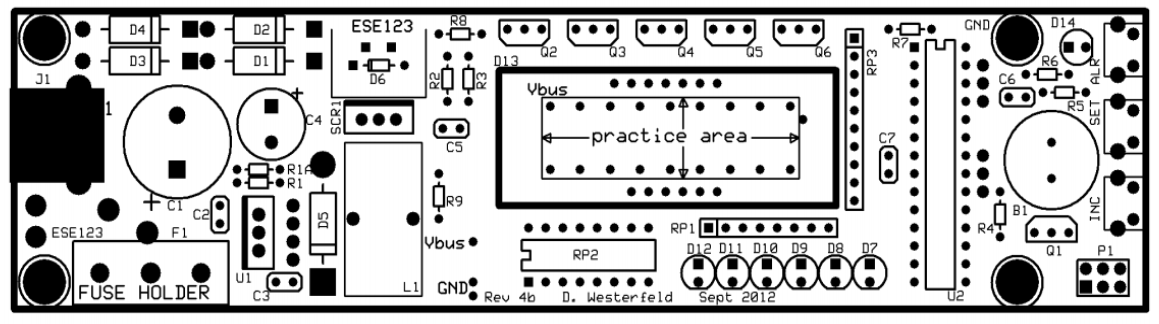 D4
D2
ESE123
R8
Q2
Q3
Q4
Q5
Q6
R7
GND
D14
D3
D1
D6
R2
R3
D13
RP3
R6
ALR
J1
Vbus
C6
R5
1
+
C4
SCR1
C5
practice area
C7
SET
R1A
R1
+
C1
C2
D5
R9
B1
INC
ESE123
F1
Vbus
RP1
R4
Q1
U1
RP2
D12
D11
D10
D9
D8
D7
P1
FUSE HOLDER
C3
L1
GND
Rev 4b
D. Westerfeld
Sept 2012
U2